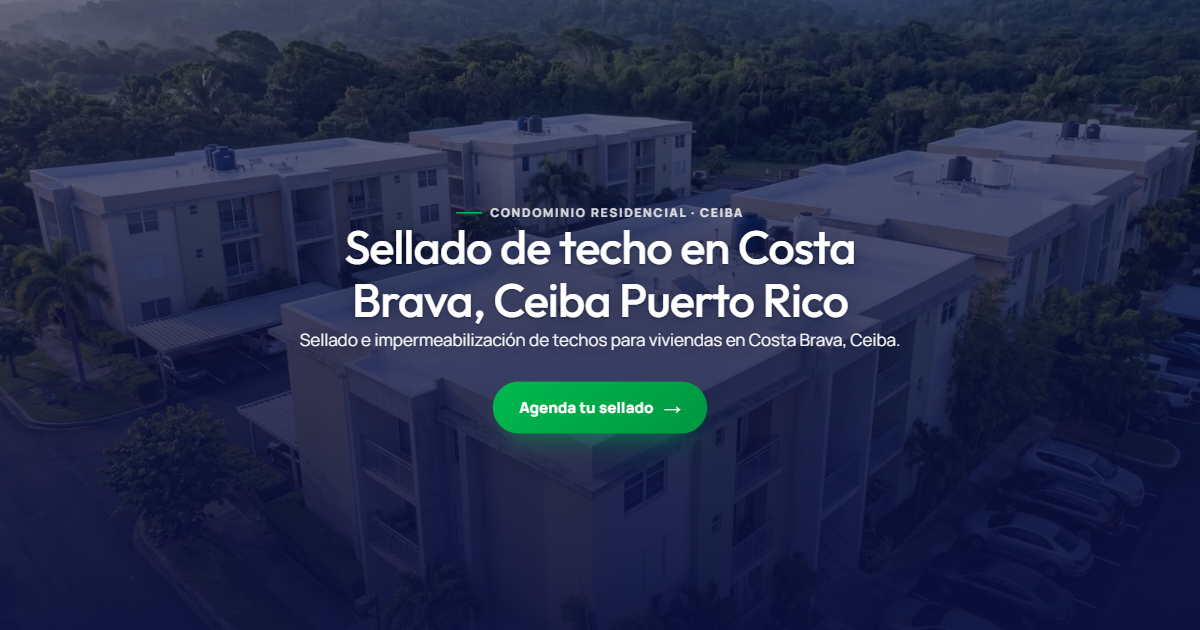 CONDOMINIO RESIDENCIAL · CEIBA
Sellado de techo en Costa
Brava, Ceiba Puerto Rico
Sellado e impermeabilización de techos para viviendas en Costa Brava, Ceiba.
Agenda tu sellado →